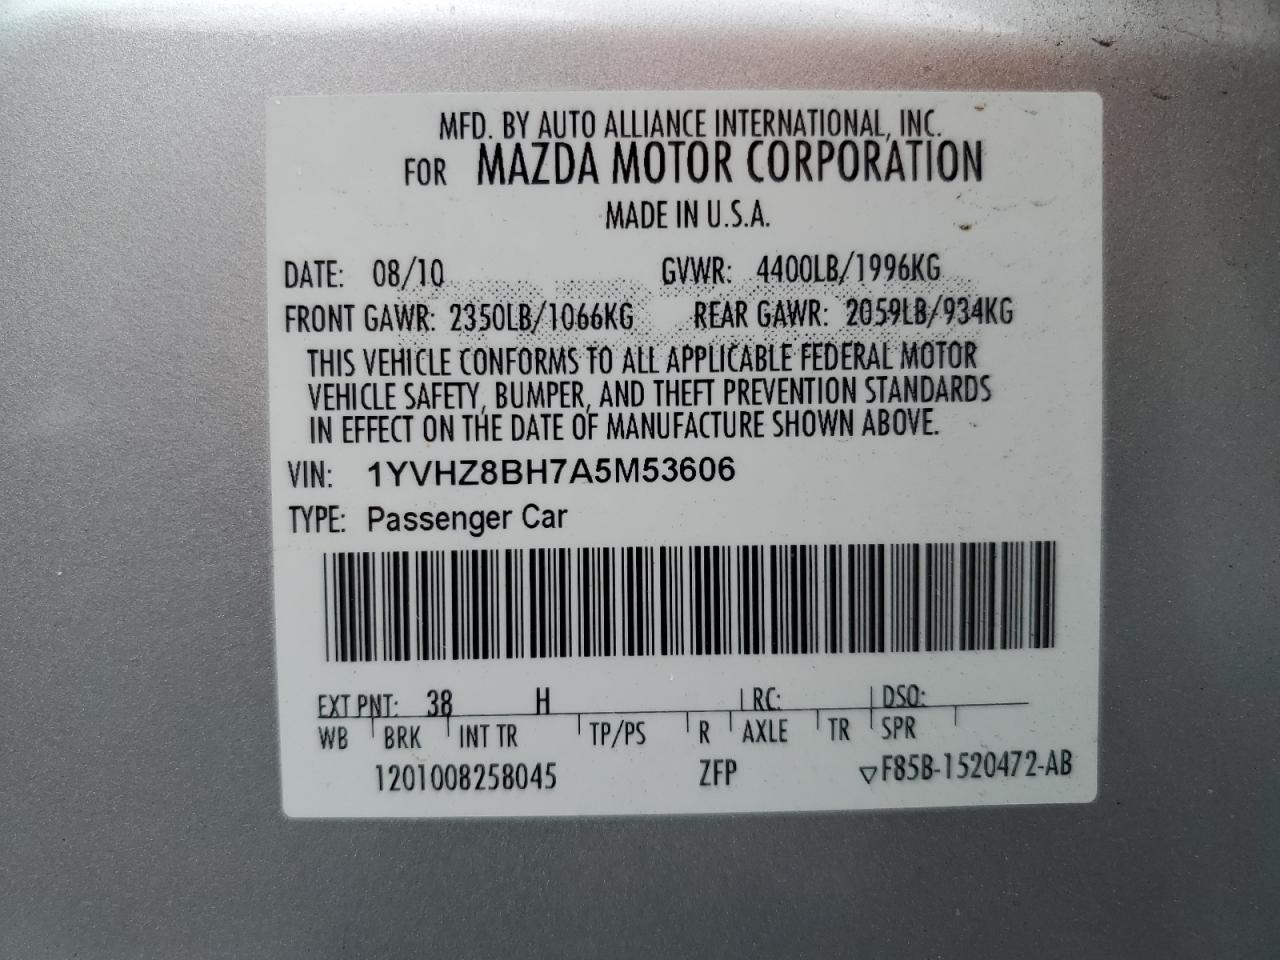 MFD. BY AUTO ALLIANCE INTERNATIONAL, INC.
FOR MAZDA MOTOR CORPORATION
MADE IN U.S.A.
DATE: 08/10 GVWR: 4400LB/1996KG
FRONT GAWR: 2350LB/1066KG REAR GAWR: 2059LB/934KG
THIS VEHICLE CONFORMS TO ALL APPLICABLE FEDERAL MOTOR
VEHICLE SAFETY, BUMPER, AND THEFT PREVENTION STANDARDS
IN EFFECT ON THE DATE OF MANUFACTURE SHOWN ABOVE.
VIN: 1YVHZ8BH7A5M53606
TYPE: Passenger Car
EXT PNT: 38 H RC: DSO:
WB BRK INT TR TP/PS R AXLE TR SPR
1201008258045 ZFP ▽F85B-1520472-AB